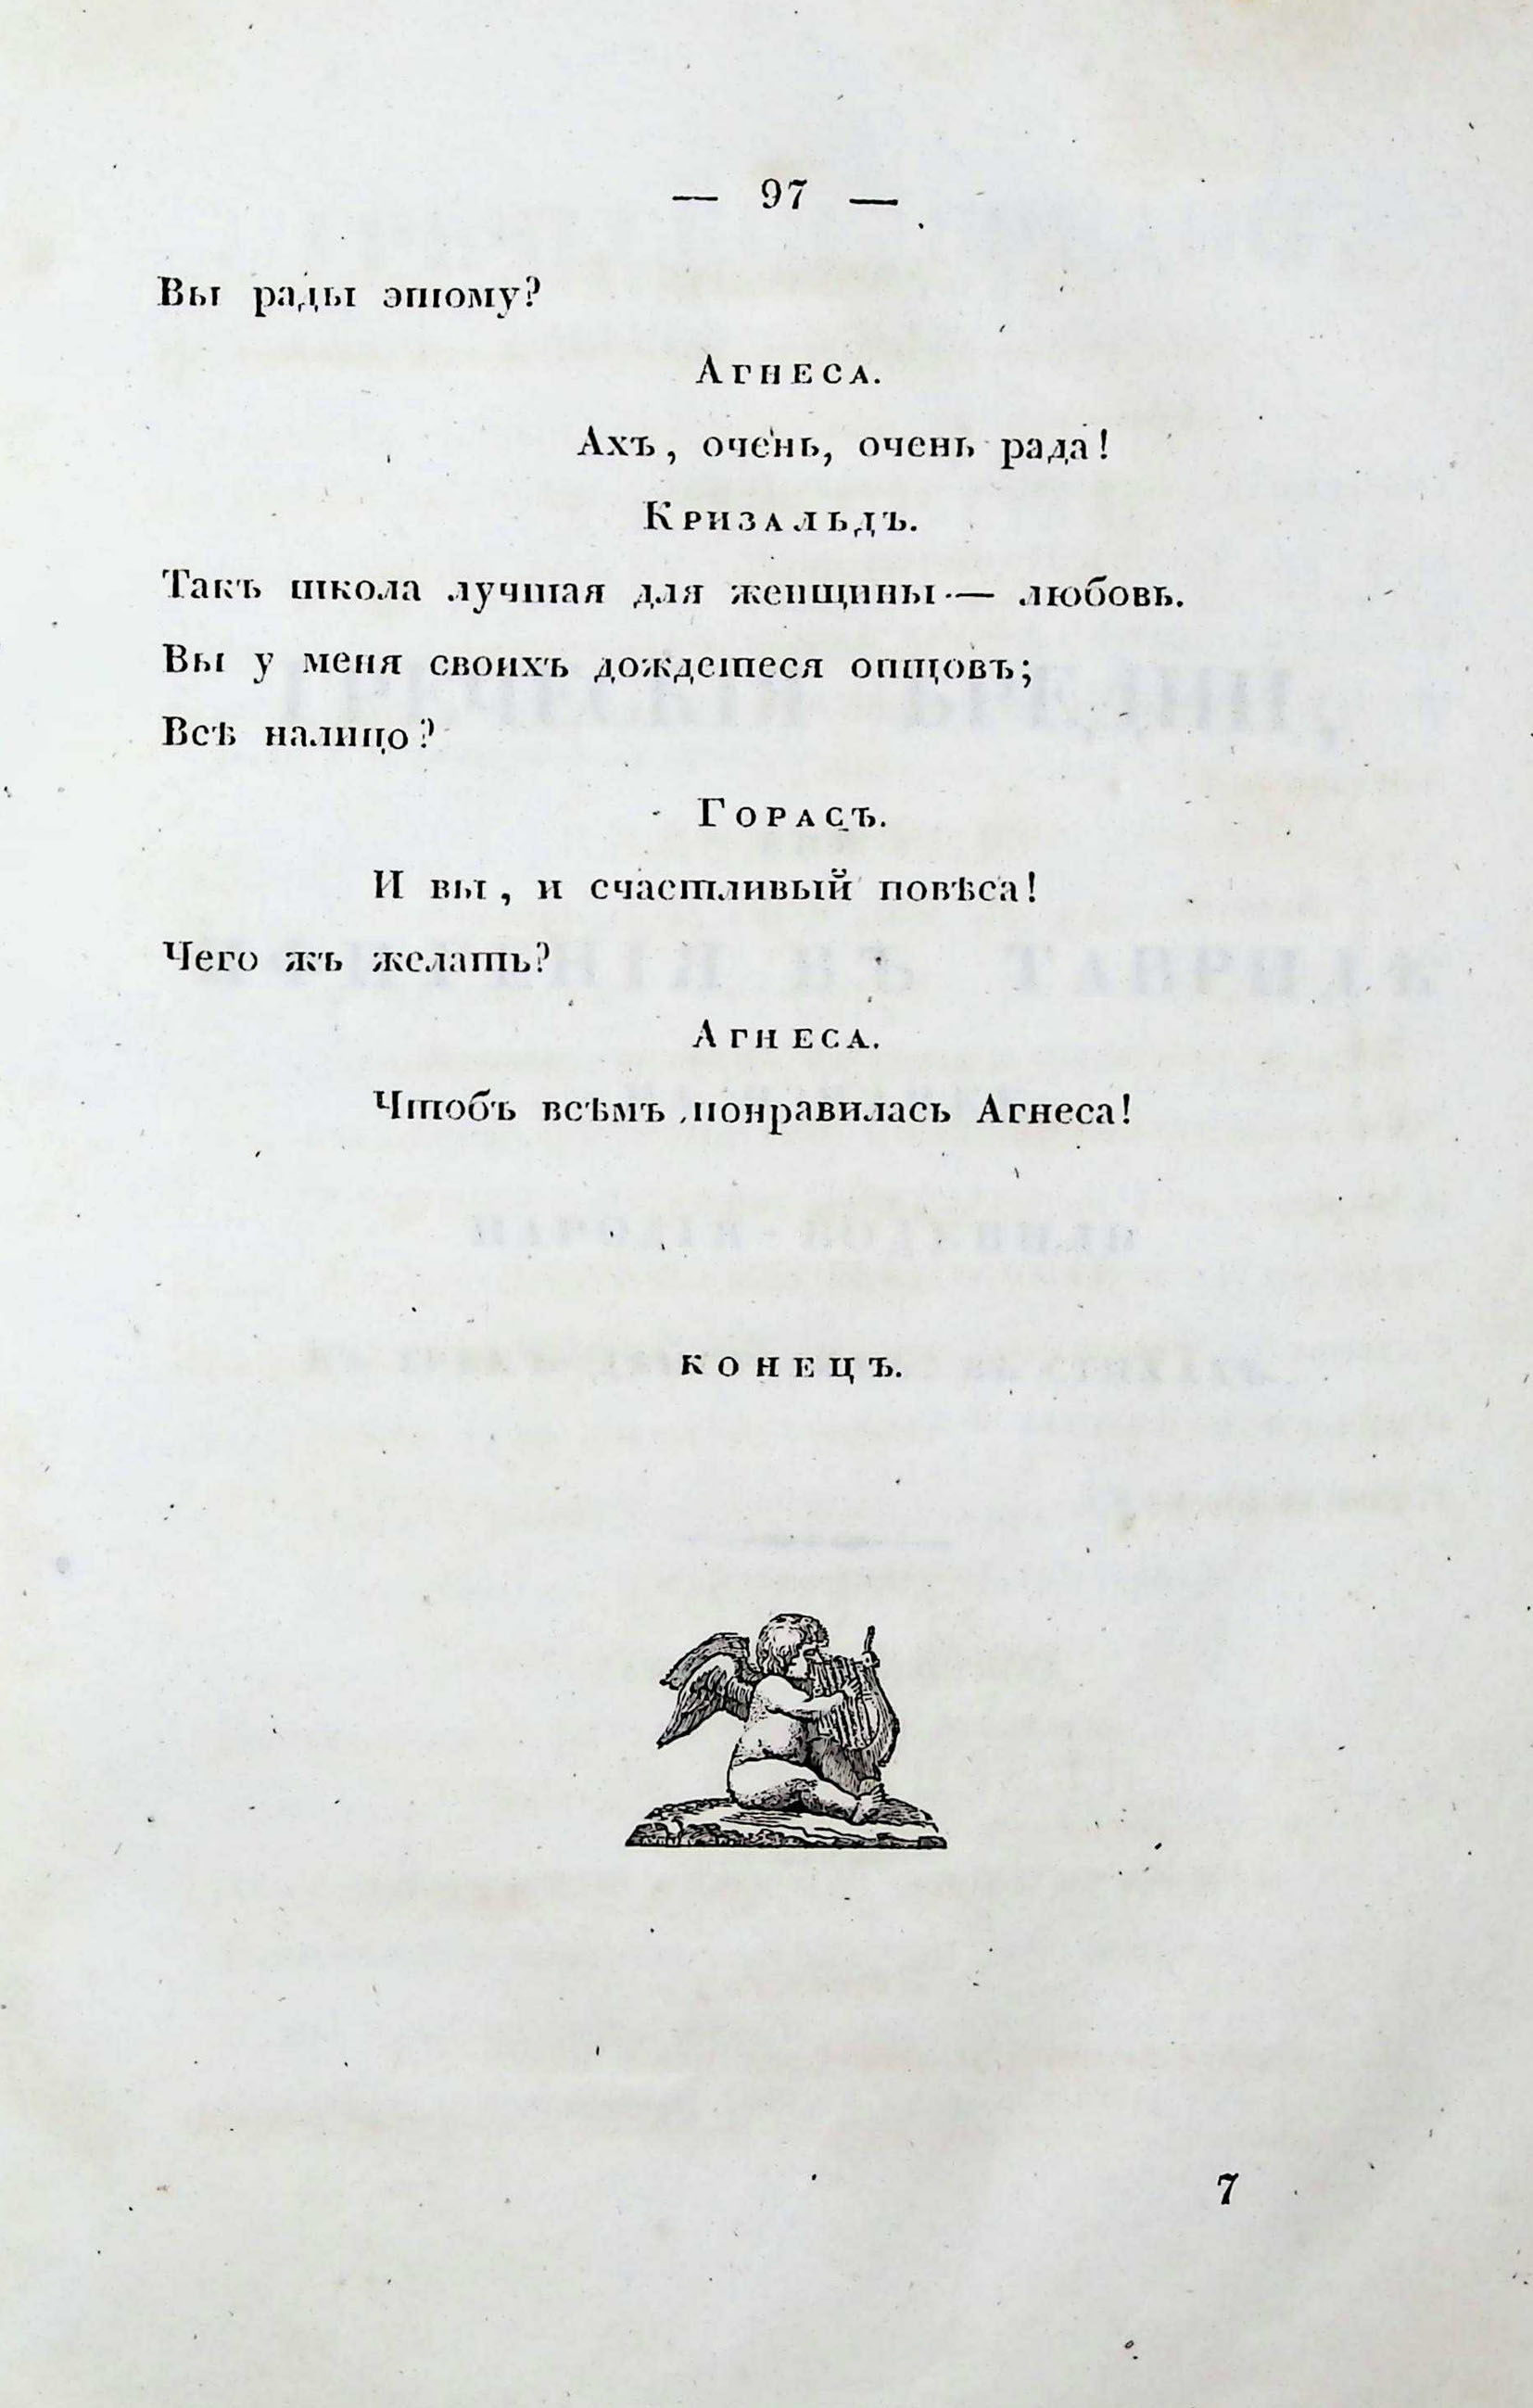 — 97 —
Вы рады этому?
Агнеса.
Ахъ, очень, очень рада!
Кризальдъ.
Такъ школа лучшая для женщины — любовь.
Вы у меня своихъ дождетеся отцовъ;
Всѣ налицо?
Горасъ.
И вы, и счастливый повѣса!
Чего жъ желать?
Агнеса.
Чтобъ всѣмъ понравилась Агнеса!
КОНЕЦЪ.
7